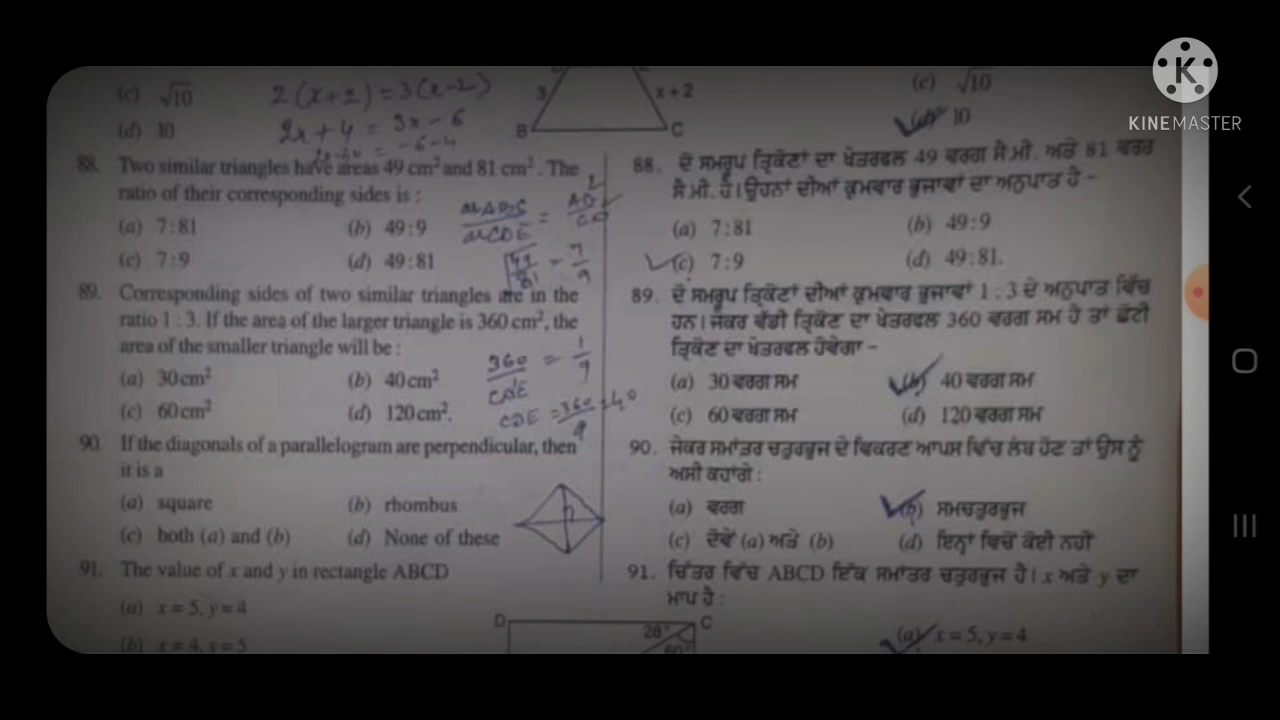 KINEMASTER
(c) √10
2(x+2)=3(x-2)
2x+4 = 3x-6
(d) 10
3
x+2
B
C
88. Two similar triangles have areas 49 cm² and 81 cm². The
ratio of their corresponding sides is :
(a) 7:81 (b) 49:9
(c) 7:9 (d) 49:81
89. Corresponding sides of two similar triangles are in the
ratio 1 : 3. If the area of the larger triangle is 360 cm², the
area of the smaller triangle will be :
(a) 30 cm² (b) 40 cm²
360/CDE = 1/9
(c) 60 cm² (d) 120 cm².
CDE = 360/9 = 40
90. If the diagonals of a parallelogram are perpendicular, then
it is a
(a) square (b) rhombus
(c) both (a) and (b) (d) None of these
91. The value of x and y in rectangle ABCD
(a) x = 5, y = 4
(b) x = 4, y = 5
D
C
28°
60°
(c) √10
(d) 10
88. ਦੋ ਸਮਰੂਪ ਤ੍ਰਿਕੋਣਾਂ ਦਾ ਖੇਤਰਫਲ 49 ਵਰਗ ਸੈ.ਮੀ. ਅਤੇ 81 ਵਰਗ
ਸੈ.ਮੀ. ਹੈ। ਉਹਨਾਂ ਦੀਆਂ ਕ੍ਰਮਵਾਰ ਭੁਜਾਵਾਂ ਦਾ ਅਨੁਪਾਤ ਹੈ –
(a) 7:81 (b) 49:9
(c) 7:9 (d) 49:81.
89. ਦੋ ਸਮਰੂਪ ਤ੍ਰਿਕੋਣਾਂ ਦੀਆਂ ਕ੍ਰਮਵਾਰ ਭੁਜਾਵਾਂ 1 : 3 ਦੇ ਅਨੁਪਾਤ ਵਿੱਚ
ਹਨ। ਜੇਕਰ ਵੱਡੀ ਤ੍ਰਿਕੋਣ ਦਾ ਖੇਤਰਫਲ 360 ਵਰਗ ਸਮ ਹੈ ਤਾਂ ਛੋਟੀ
ਤ੍ਰਿਕੋਣ ਦਾ ਖੇਤਰਫਲ ਹੋਵੇਗਾ –
(a) 30 ਵਰਗ ਸਮ (b) 40 ਵਰਗ ਸਮ
(c) 60 ਵਰਗ ਸਮ (d) 120 ਵਰਗ ਸਮ
90. ਜੇਕਰ ਸਮਾਂਤਰ ਚਤੁਰਭੁਜ ਦੇ ਵਿਕਰਣ ਆਪਸ ਵਿੱਚ ਲੰਬ ਹੋਣ ਤਾਂ ਉਸ ਨੂੰ
ਅਸੀ ਕਹਾਂਗੇ :
(a) ਵਰਗ (b) ਸਮਚਤੁਰਭੁਜ
(c) ਦੋਵੇਂ (a) ਅਤੇ (b) (d) ਇਨ੍ਹਾਂ ਵਿਚੋਂ ਕੋਈ ਨਹੀਂ
91. ਚਿੱਤਰ ਵਿੱਚ ABCD ਇੱਕ ਸਮਾਂਤਰ ਚਤੁਰਭੁਜ ਹੈ। x ਅਤੇ y ਦਾ
ਮਾਪ ਹੈ :
(a) x = 5, y = 4